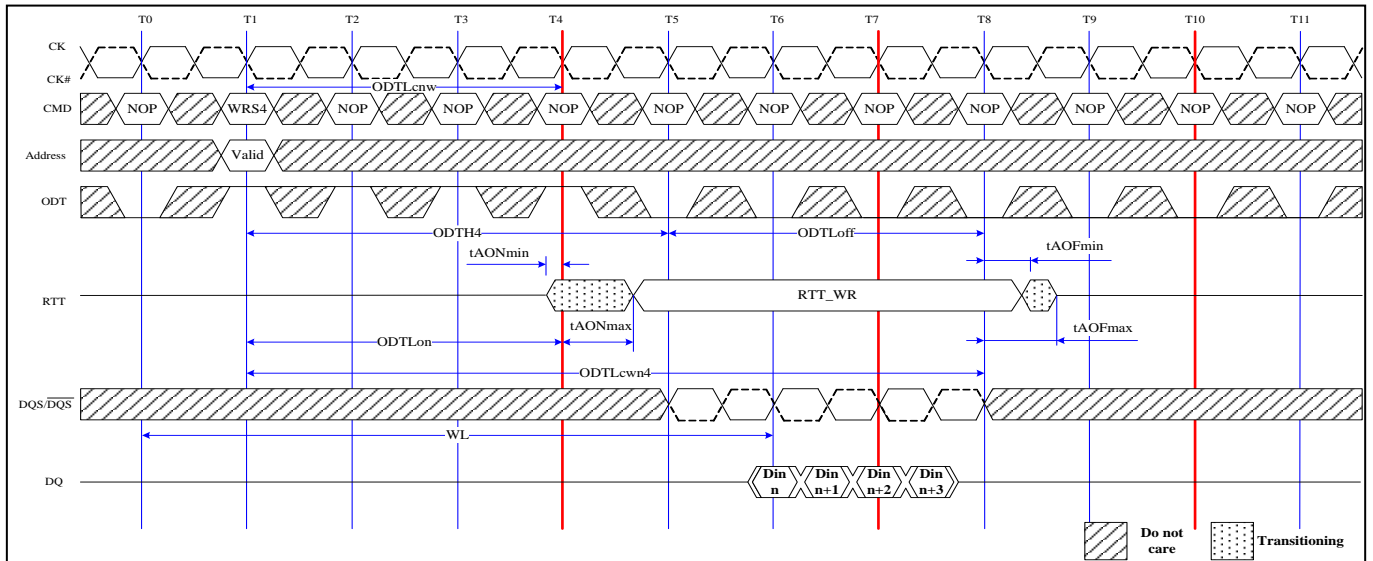 T0 T1 T2 T3 T4 T5 T6 T7 T8 T9 T10 T11
CK
CK#
ODTLcnw
CMD NOP WRS4 NOP NOP NOP NOP NOP NOP NOP NOP NOP NOP
Address Valid
ODT
ODTH4 ODTLoff
tAONmin tAOFmin
RTT RTT_WR
tAONmax tAOFmax
ODTLon
ODTLcwn4
DQS/DQS
WL
DQ
Din n
Din n+1
Din n+2
Din n+3
Do not care
Transitioning